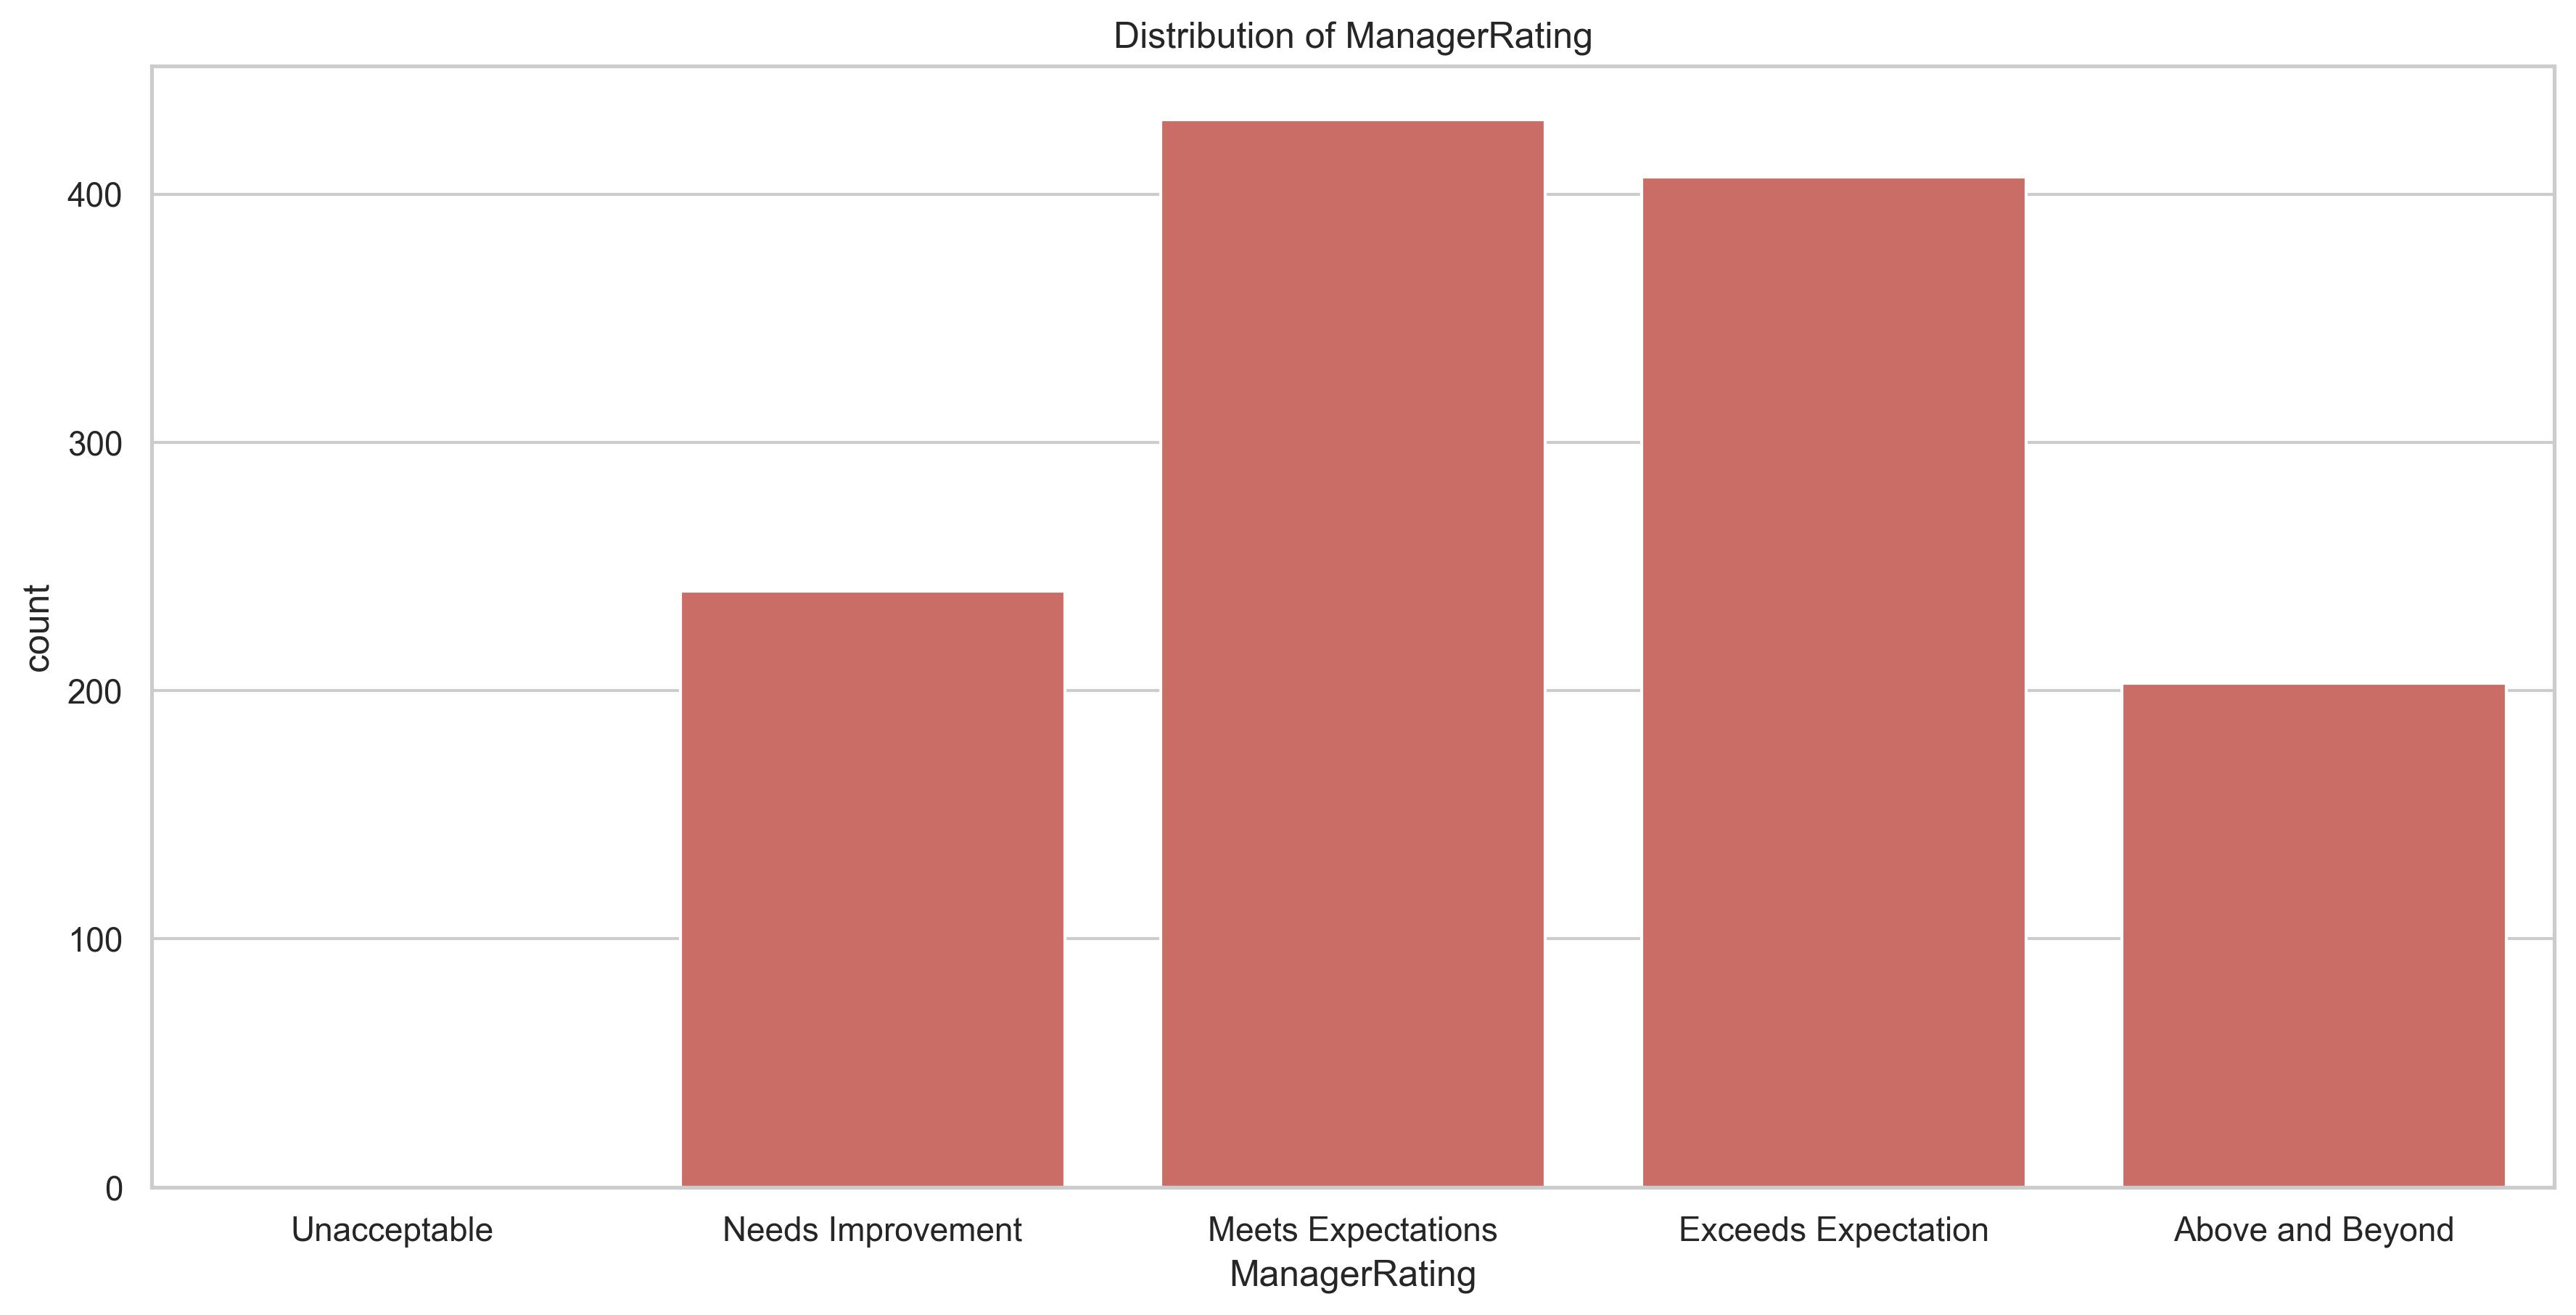 Distribution of ManagerRating
count
400
300
200
100
0
Unacceptable Needs Improvement Meets Expectations Exceeds Expectation Above and Beyond
ManagerRating